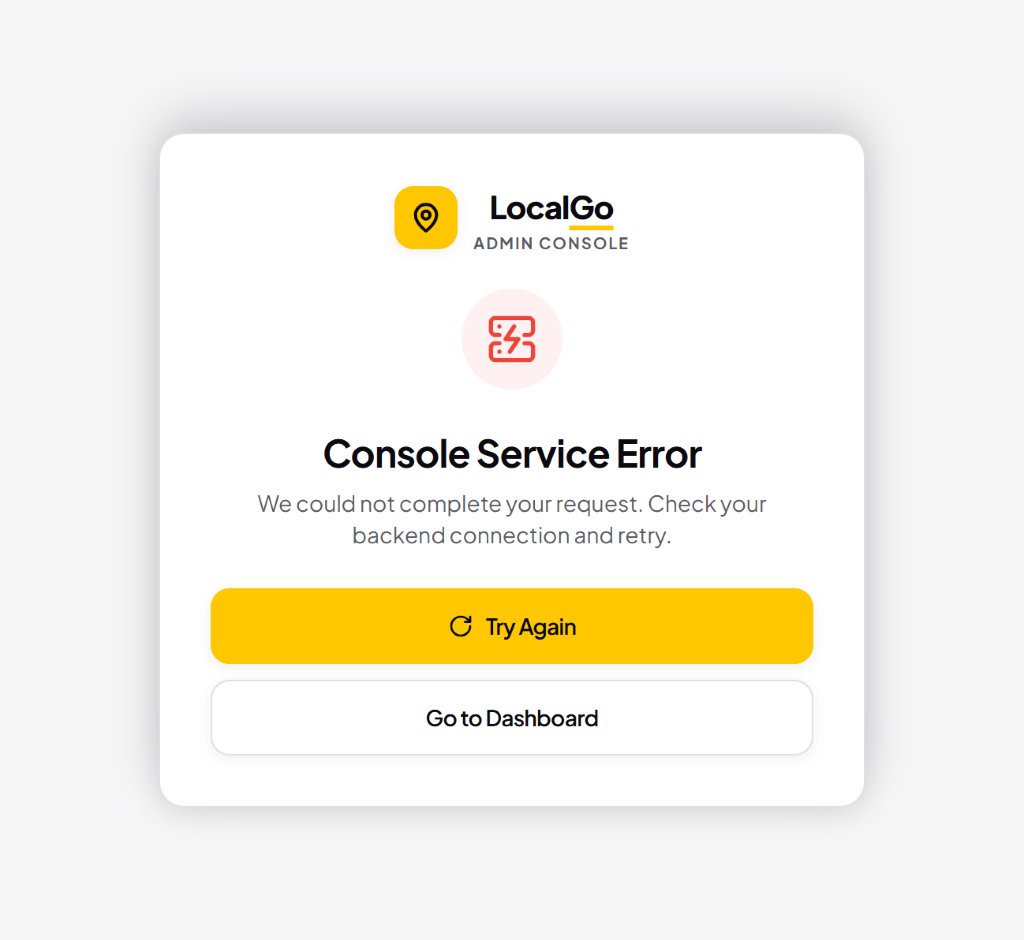 LocalGo
ADMIN CONSOLE
Console Service Error
We could not complete your request. Check your
backend connection and retry.
Try Again
Go to Dashboard